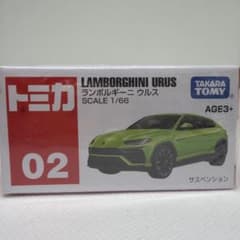 トミカ
02
LAMBORGHINI URUS
ランボルギーニ ウルス
SCALE 1/66
TAKARA
TOMY
AGE3+
サスペンション